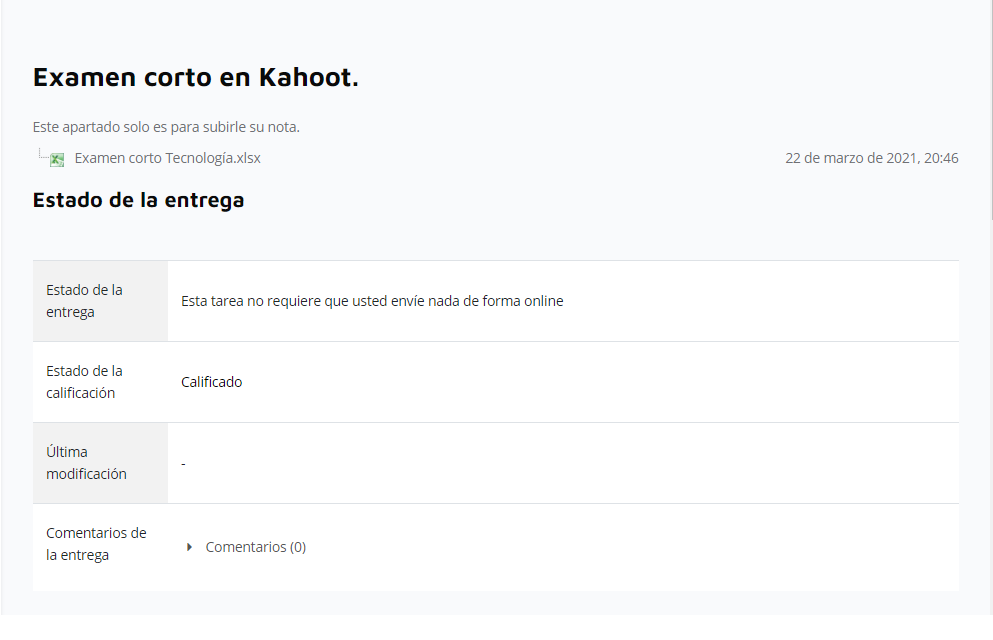 Examen corto en Kahoot.
Este apartado solo es para subirle su nota.
Examen corto Tecnología.xlsx
22 de marzo de 2021, 20:46
Estado de la entrega
Estado de la
entrega
Esta tarea no requiere que usted envíe nada de forma online
Estado de la
calificación
Calificado
Última
modificación
-
Comentarios de
la entrega
Comentarios (0)